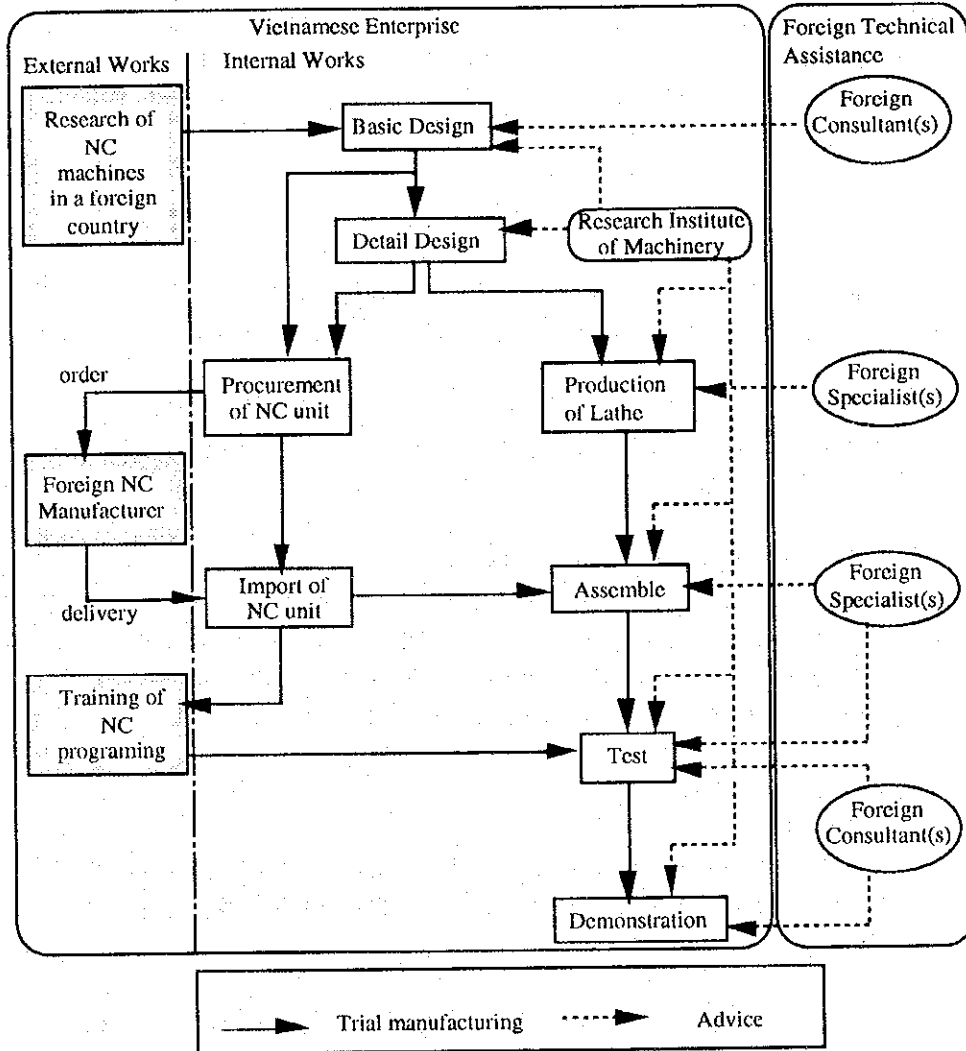 Vietnamese Enterprise
Foreign Technical
Assistance
External Works
Internal Works
Research of
NC
machines
in a foreign
country
Basic Design
Foreign
Consultant(s)
Detail Design
Research Institute
of Machinery
order
Procurement
of NC unit
Production
of Lathe
Foreign
Specialist(s)
Foreign NC
Manufacturer
delivery
Import of
NC unit
Assemble
Foreign
Specialist(s)
Training of
NC
programing
Test
Foreign
Consultant(s)
Demonstration
Trial manufacturing
Advice